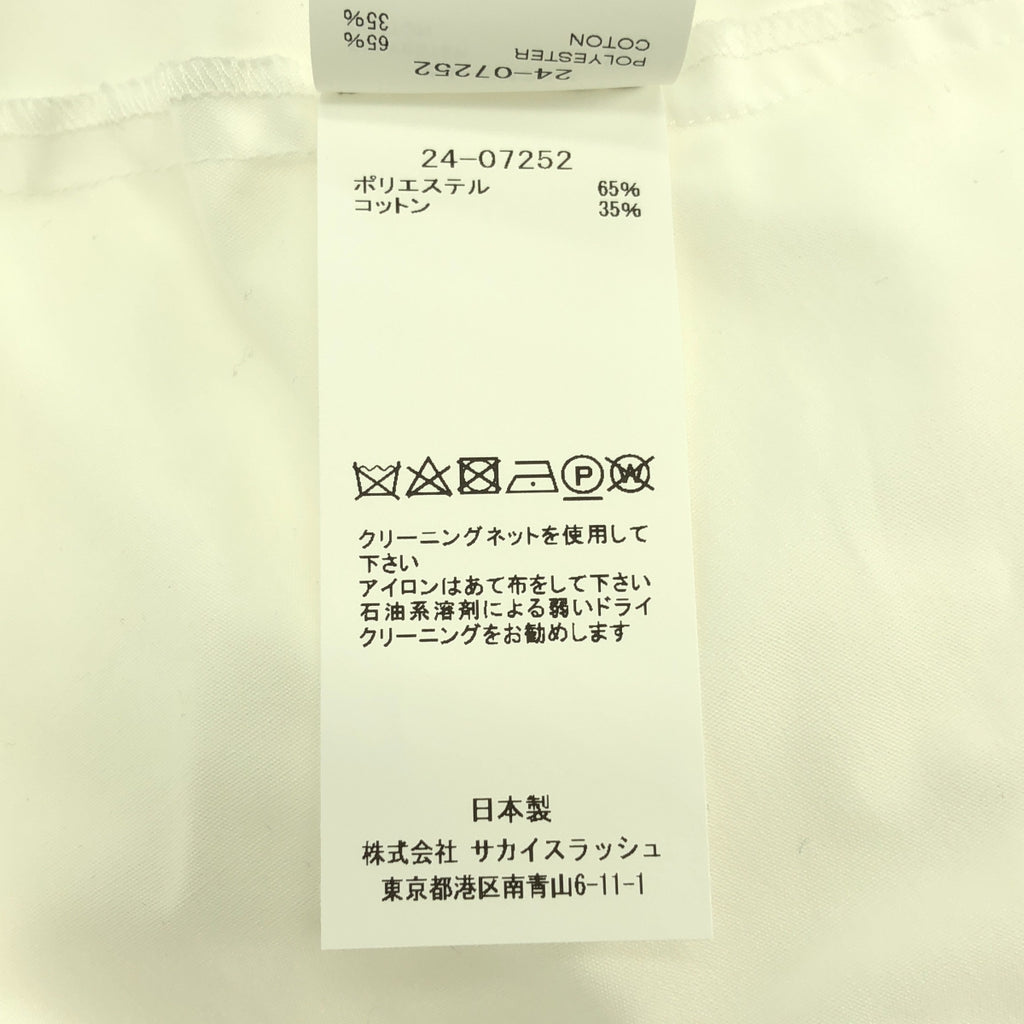 35%
65%
COTON
POLYESTER
24-07252
24-07252
ポリエステル 65%
コットン 35%
P W
クリーニングネットを使用して
下さい
アイロンはあて布をして下さい
石油系溶剤による弱いドライ
クリーニングをお勧めします
日本製
株式会社 サカイスラッシュ
東京都港区南青山6-11-1